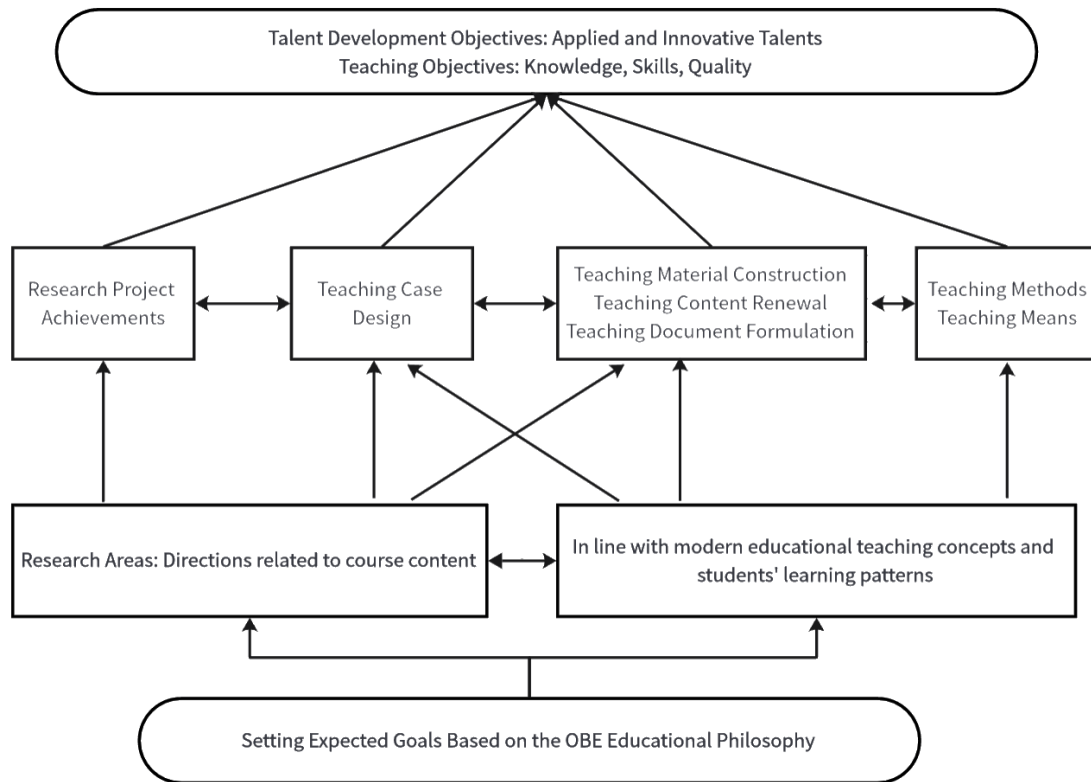 Talent Development Objectives: Applied and Innovative Talents
Teaching Objectives: Knowledge, Skills, Quality
Research Project
Achievements
Teaching Case
Design
Teaching Material Construction
Teaching Content Renewal
Teaching Document Formulation
Teaching Methods
Teaching Means
Research Areas: Directions related to course content
In line with modern educational teaching concepts and
students' learning patterns
Setting Expected Goals Based on the OBE Educational Philosophy